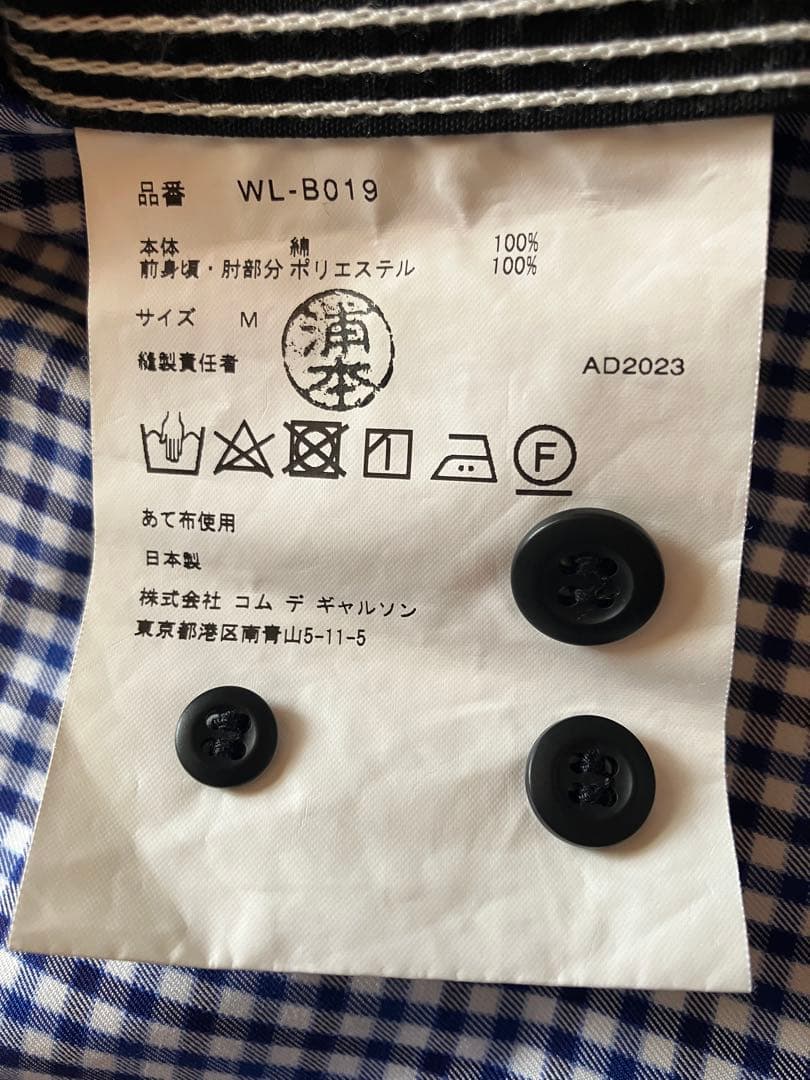 品番 WL-B019
本体 綿 100%
前身頃・肘部分 ポリエステル 100%
サイズ M
浦本
縫製責任者 AD2023
F
あて布使用
日本製
株式会社 コム デ ギャルソン
東京都港区南青山5-11-5